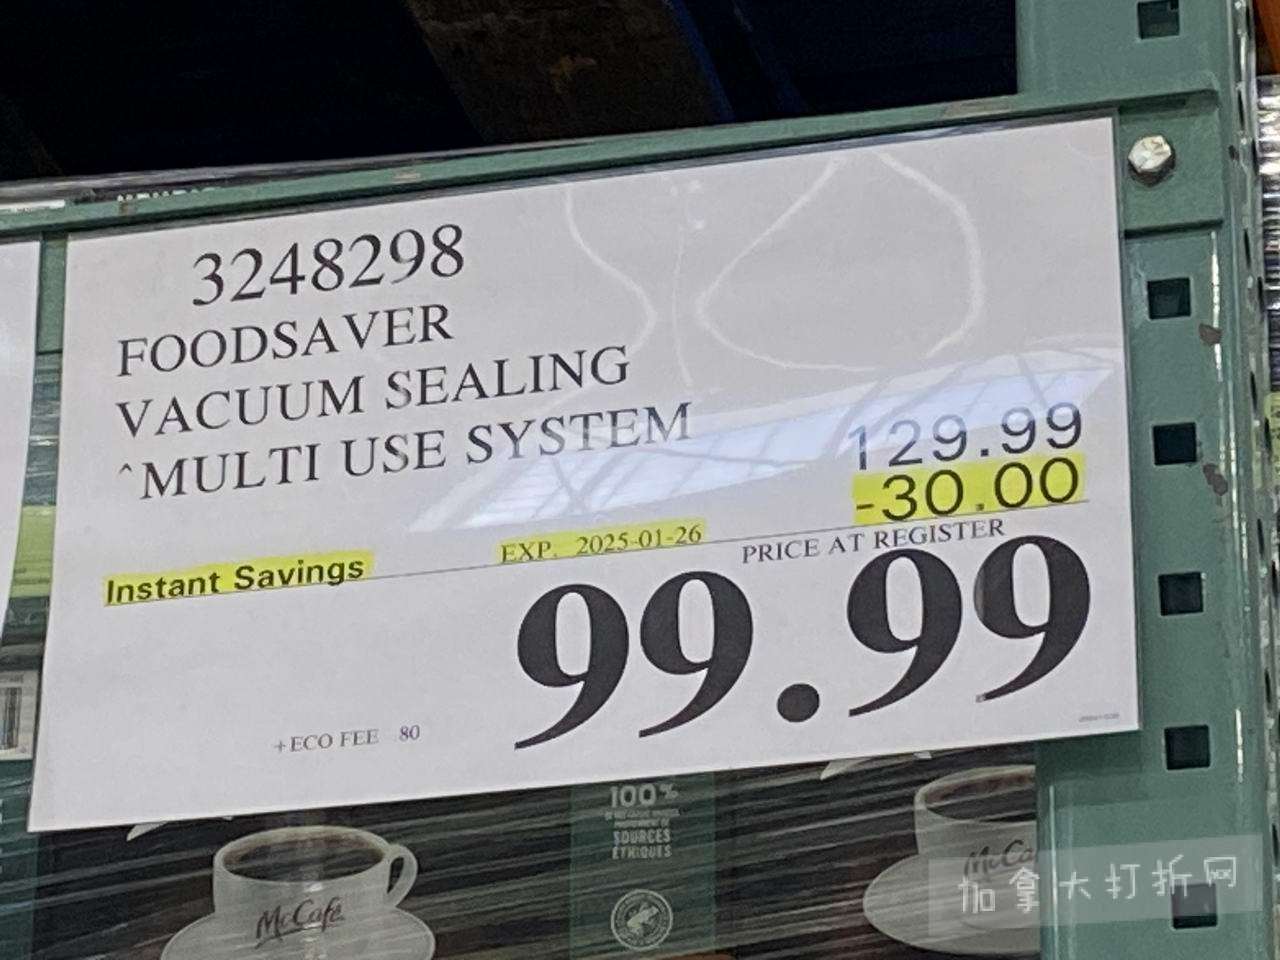 3248298
FOODSAVER
VACUUM SEALING
^MULTI USE SYSTEM
129.99
-30.00
Instant Savings
EXP. 2025-01-26
PRICE AT REGISTER
99.99
+ECO FEE 80
100%
SOURCES
ÉTHIQUES
McCafé
McCa
加拿大打折网